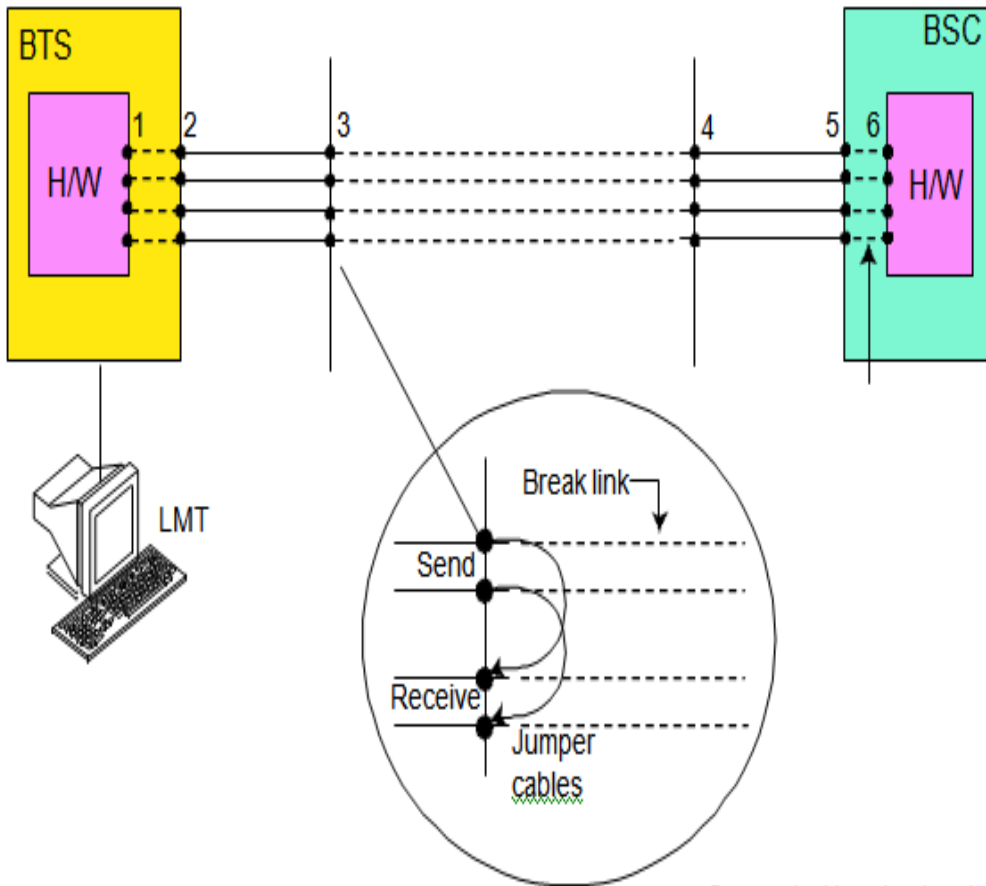 BTS
BSC
1
2
3
4
5
6
H/W
H/W
LMT
Break link
Send
Receive
Jumper
cables